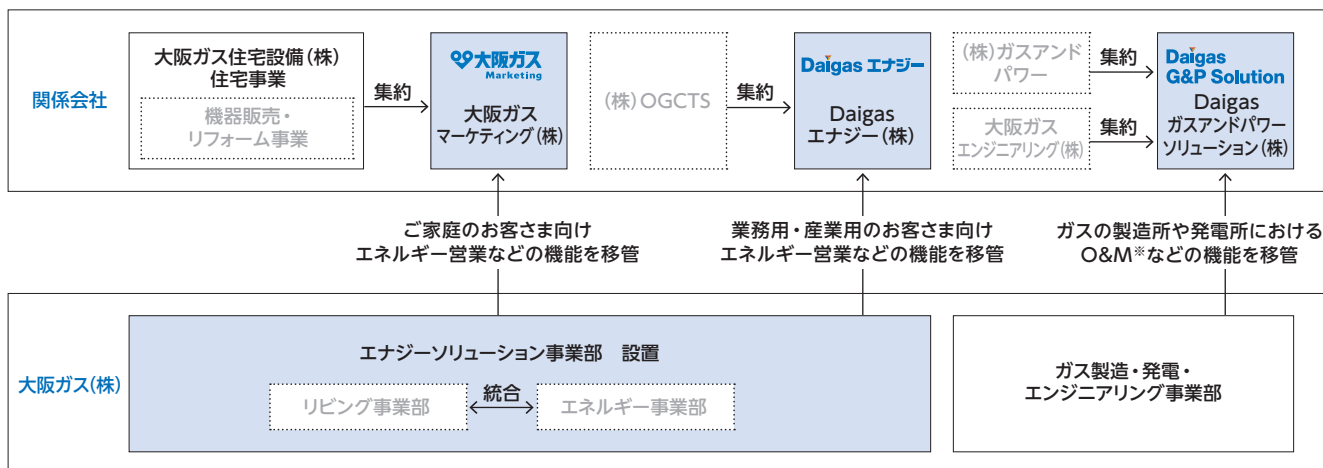 関係会社
大阪ガス住宅設備(株)
住宅事業
機器販売・
リフォーム事業
集約
大阪ガス
Marketing
大阪ガス
マーケティング(株)
(株)OGCTS
集約
Daigas エナジー
Daigas
エナジー(株)
(株)ガスアンド
パワー
集約
大阪ガス
エンジニアリング(株)
集約
Daigas
G&P Solution
Daigas
ガスアンドパワー
ソリューション(株)
ご家庭のお客さま向け
エネルギー営業などの機能を移管
業務用・産業用のお客さま向け
エネルギー営業などの機能を移管
ガスの製造所や発電所における
O&M※などの機能を移管
大阪ガス(株)
エナジーソリューション事業部 設置
リビング事業部
統合
エネルギー事業部
ガス製造・発電・
エンジニアリング事業部